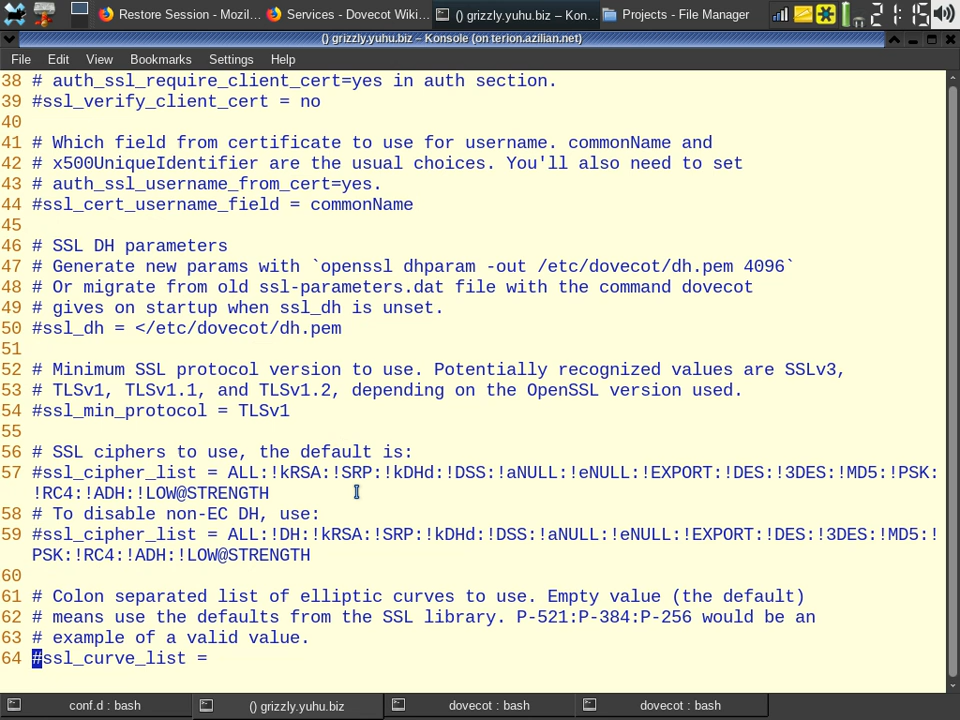 Restore Session - Mozil...
Services - Dovecot Wiki...
() grizzly.yuhu.biz – Kon...
Projects - File Manager
21:15
() grizzly.yuhu.biz – Konsole (on terion.azilian.net)
File Edit View Bookmarks Settings Help
38 # auth_ssl_require_client_cert=yes in auth section.
39 #ssl_verify_client_cert = no
40
41 # Which field from certificate to use for username. commonName and
42 # x500UniqueIdentifier are the usual choices. You'll also need to set
43 # auth_ssl_username_from_cert=yes.
44 #ssl_cert_username_field = commonName
45
46 # SSL DH parameters
47 # Generate new params with `openssl dhparam -out /etc/dovecot/dh.pem 4096`
48 # Or migrate from old ssl-parameters.dat file with the command dovecot
49 # gives on startup when ssl_dh is unset.
50 #ssl_dh = </etc/dovecot/dh.pem
51
52 # Minimum SSL protocol version to use. Potentially recognized values are SSLv3,
53 # TLSv1, TLSv1.1, and TLSv1.2, depending on the OpenSSL version used.
54 #ssl_min_protocol = TLSv1
55
56 # SSL ciphers to use, the default is:
57 #ssl_cipher_list = ALL:!kRSA:!SRP:!kDHd:!DSS:!aNULL:!eNULL:!EXPORT:!DES:!3DES:!MD5:!PSK:
!RC4:!ADH:!LOW@STRENGTH
58 # To disable non-EC DH, use:
59 #ssl_cipher_list = ALL:!DH:!kRSA:!SRP:!kDHd:!DSS:!aNULL:!eNULL:!EXPORT:!DES:!3DES:!MD5:!
PSK:!RC4:!ADH:!LOW@STRENGTH
60
61 # Colon separated list of elliptic curves to use. Empty value (the default)
62 # means use the defaults from the SSL library. P-521:P-384:P-256 would be an
63 # example of a valid value.
64 #ssl_curve_list =
conf.d : bash
() grizzly.yuhu.biz
dovecot : bash
dovecot : bash